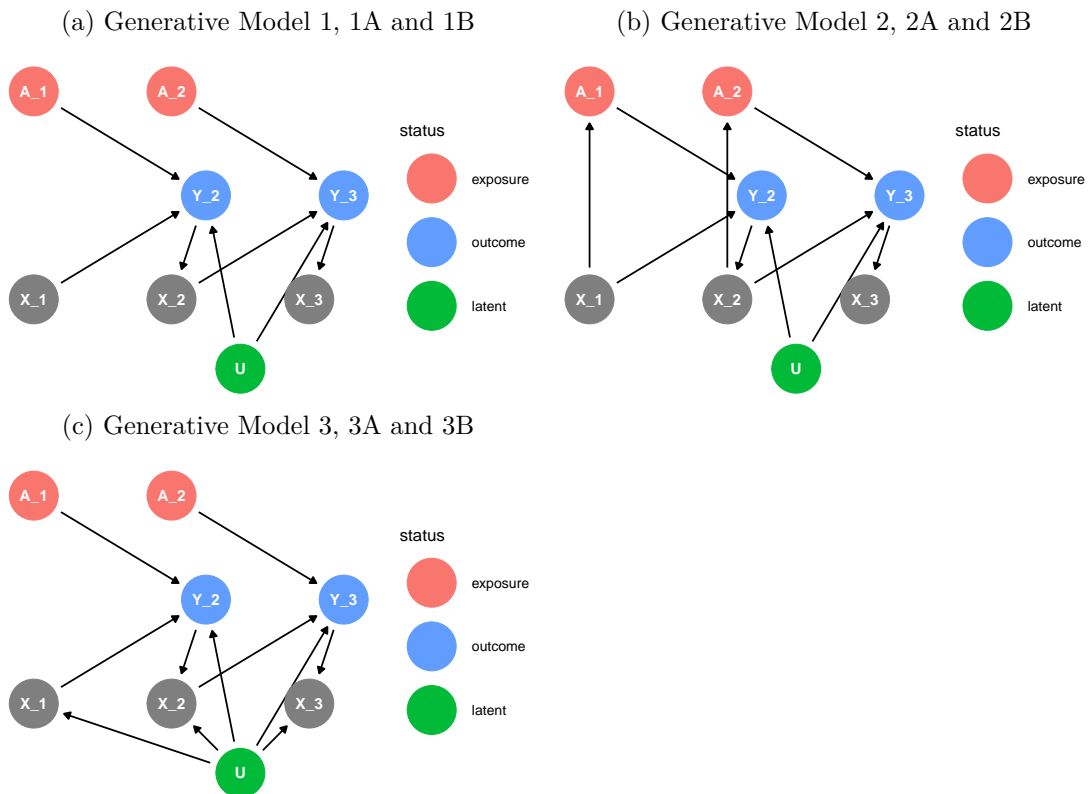 (a) Generative Model 1, 1A and 1B
A_1
A_2
status
exposure
Y_2
Y_3
outcome
X_1
X_2
X_3
latent
U
(b) Generative Model 2, 2A and 2B
A_1
A_2
status
exposure
Y_2
Y_3
outcome
X_1
X_2
X_3
latent
U
(c) Generative Model 3, 3A and 3B
A_1
A_2
status
exposure
Y_2
Y_3
outcome
X_1
X_2
X_3
latent
U